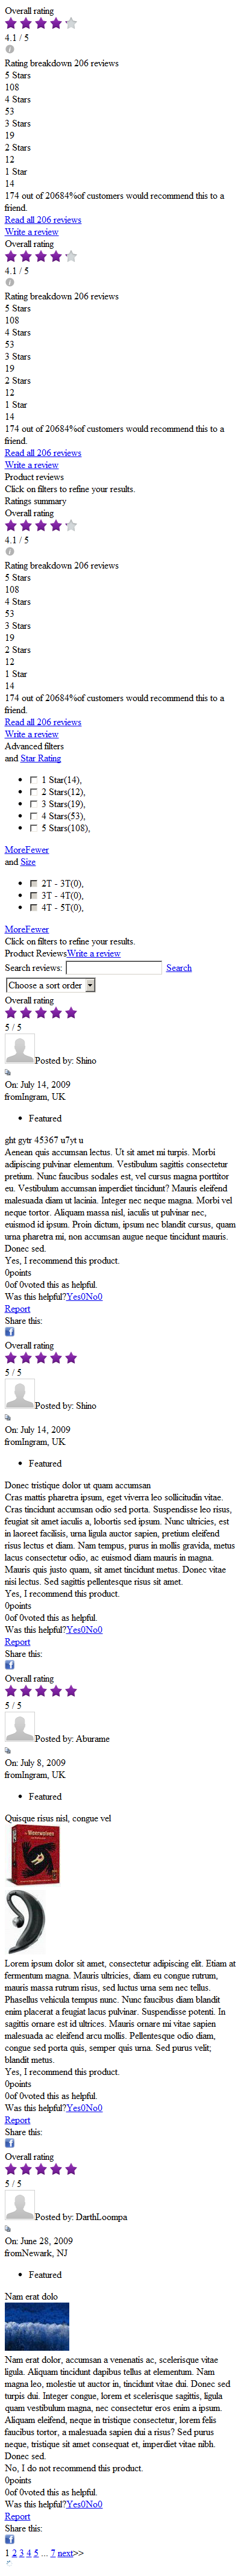 Overall rating
4.1 / 5
Rating breakdown 206 reviews
5 Stars
108
4 Stars
53
3 Stars
19
2 Stars
12
1 Star
14
174 out of 20684%of customers would recommend this to a
friend.
Read all 206 reviews
Write a review
Overall rating
4.1 / 5
Rating breakdown 206 reviews
5 Stars
108
4 Stars
53
3 Stars
19
2 Stars
12
1 Star
14
174 out of 20684%of customers would recommend this to a
friend.
Read all 206 reviews
Write a review
Product reviews
Click on filters to refine your results.
Ratings summary
Overall rating
4.1 / 5
Rating breakdown 206 reviews
5 Stars
108
4 Stars
53
3 Stars
19
2 Stars
12
1 Star
14
174 out of 20684%of customers would recommend this to a
friend.
Read all 206 reviews
Write a review
Advanced filters
and Star Rating
1 Star(14),
2 Stars(12),
3 Stars(19),
4 Stars(53),
5 Stars(108),
MoreFewer
and Size
2T - 3T(0),
3T - 4T(0),
4T - 5T(0),
MoreFewer
Click on filters to refine your results.
Product ReviewsWrite a review
Search reviews: Search
Choose a sort order
Overall rating
5 / 5
Posted by: Shino
On: July 14, 2009
fromIngram, UK
Featured
ght gytr 45367 u7yt u
Aenean quis accumsan lectus. Ut sit amet mi turpis. Morbi
adipiscing pulvinar elementum. Vestibulum sagittis consectetur
pretium. Nunc faucibus sodales est, vel cursus magna porttitor
eu. Vestibulum accumsan imperdiet tincidunt? Mauris eleifend
malesuada diam ut lacinia. Integer nec neque magna. Morbi vel
neque tortor. Aliquam massa nisl, iaculis ut pulvinar nec,
euismod id ipsum. Proin dictum, ipsum nec blandit cursus, quam
urna pharetra mi, non accumsan augue neque tincidunt mauris.
Donec sed.
Yes, I recommend this product.
0points
0of 0voted this as helpful.
Was this helpful?Yes0No0
Report
Share this:
Overall rating
5 / 5
Posted by: Shino
On: July 14, 2009
fromIngram, UK
Featured
Donec tristique dolor ut quam accumsan
Cras mattis pharetra ipsum, eget viverra leo sollicitudin vitae.
Cras tincidunt accumsan odio sed porta. Suspendisse leo risus,
feugiat sit amet iaculis a, lobortis sed ipsum. Nunc ultricies, est
in laoreet facilisis, urna ligula auctor sapien, pretium eleifend
risus lectus et diam. Nam tempus, purus in mollis gravida, metus
lacus consectetur odio, ac euismod diam mauris in magna.
Mauris quis justo quam, sit amet tincidunt metus. Donec vitae
nisi lectus. Sed sagittis pellentesque risus sit amet.
Yes, I recommend this product.
0points
0of 0voted this as helpful.
Was this helpful?Yes0No0
Report
Share this:
Overall rating
5 / 5
Posted by: Aburame
On: July 8, 2009
fromIngram, UK
Featured
Quisque risus nisl, congue vel
Lorem ipsum dolor sit amet, consectetur adipiscing elit. Etiam at
fermentum magna. Mauris ultricies, diam eu congue rutrum,
mauris massa rutrum risus, sed luctus urna sem nec tellus.
Phasellus vehicula tempus nunc. Nunc faucibus diam blandit
enim placerat a feugiat lacus pulvinar. Suspendisse potenti. In
sagittis ornare est id ultrices. Mauris ornare mi vitae sapien
malesuada ac eleifend arcu mollis. Pellentesque odio diam,
congue sed porta quis, semper quis urna. Sed purus velit;
blandit metus.
Yes, I recommend this product.
0points
0of 0voted this as helpful.
Was this helpful?Yes0No0
Report
Share this:
Overall rating
5 / 5
Posted by: DarthLoompa
On: June 28, 2009
fromNewark, NJ
Featured
Nam erat dolo
Nam erat dolor, accumsan a venenatis ac, scelerisque vitae
ligula. Aliquam tincidunt dapibus tellus at elementum. Nam
magna leo, molestie ut auctor in, tincidunt vitae dui. Donec sed
turpis dui. Integer congue, lorem et scelerisque sagittis, ligula
quam vestibulum magna, nec consectetur eros enim a ipsum.
Aliquam eleifend, neque in tristique consectetur, lorem felis
faucibus tortor, a malesuada sapien dui a risus? Sed purus
neque, tristique sit amet consequat et, imperdiet vitae nibh.
Donec sed.
No, I do not recommend this product.
0points
0of 0voted this as helpful.
Was this helpful?Yes0No0
Report
Share this:
1 2 3 4 5 ... 7 next>>